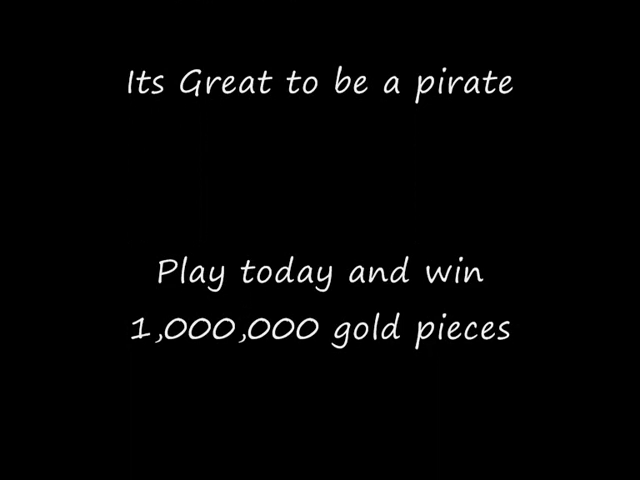 Its Great to be a pirate
Play today and win
1,000,000 gold pieces